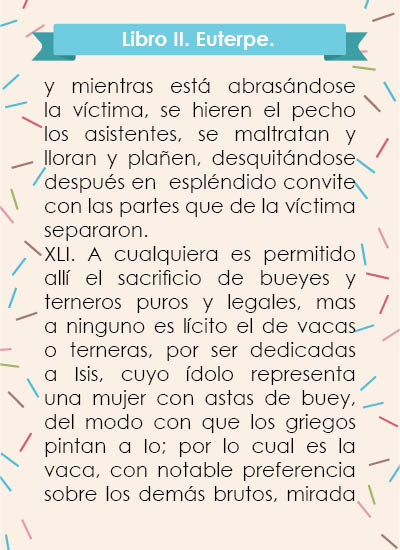 Libro II. Euterpe.
y mientras está abrasándose
la víctima, se hieren el pecho
los asistentes, se maltratan y
lloran y plañen, desquitándose
después en espléndido convite
con las partes que de la víctima
separaron.
XLI. A cualquiera es permitido
allí el sacrificio de bueyes y
terneros puros y legales, mas
a ninguno es lícito el de vacas
o terneras, por ser dedicadas
a Isis, cuyo ídolo representa
una mujer con astas de buey,
del modo con que los griegos
pintan a Io; por lo cual es la
vaca, con notable preferencia
sobre los demás brutos, mirada